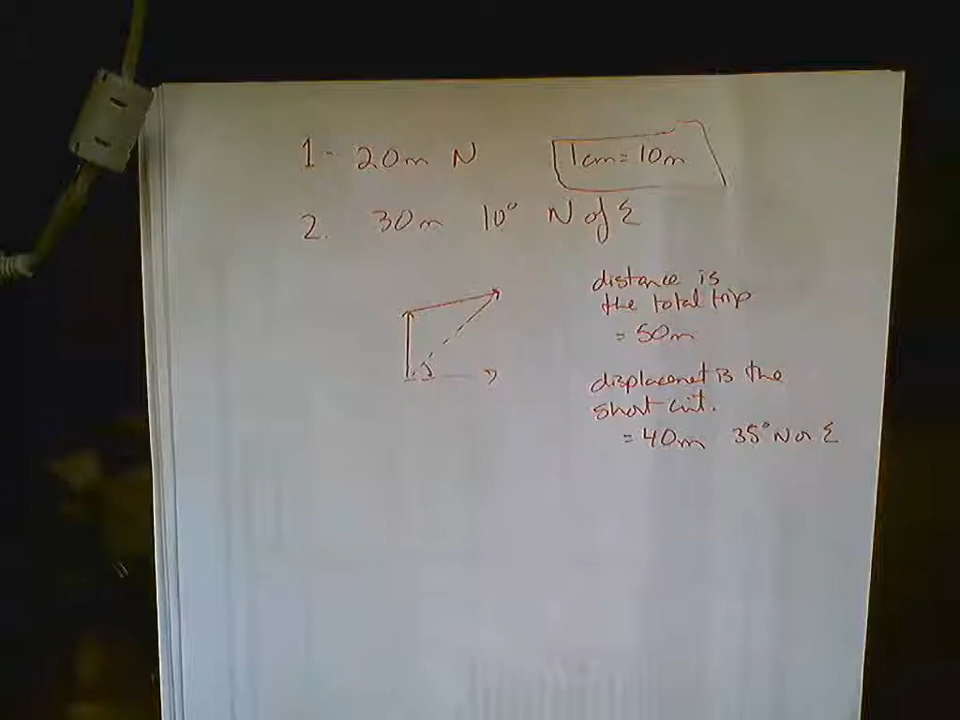 1- 20m N
1cm = 10m
2. 30m 10° N of E
distance is
the total trip
= 50m
displacemet is the
short cut.
= 40m 35° N of E